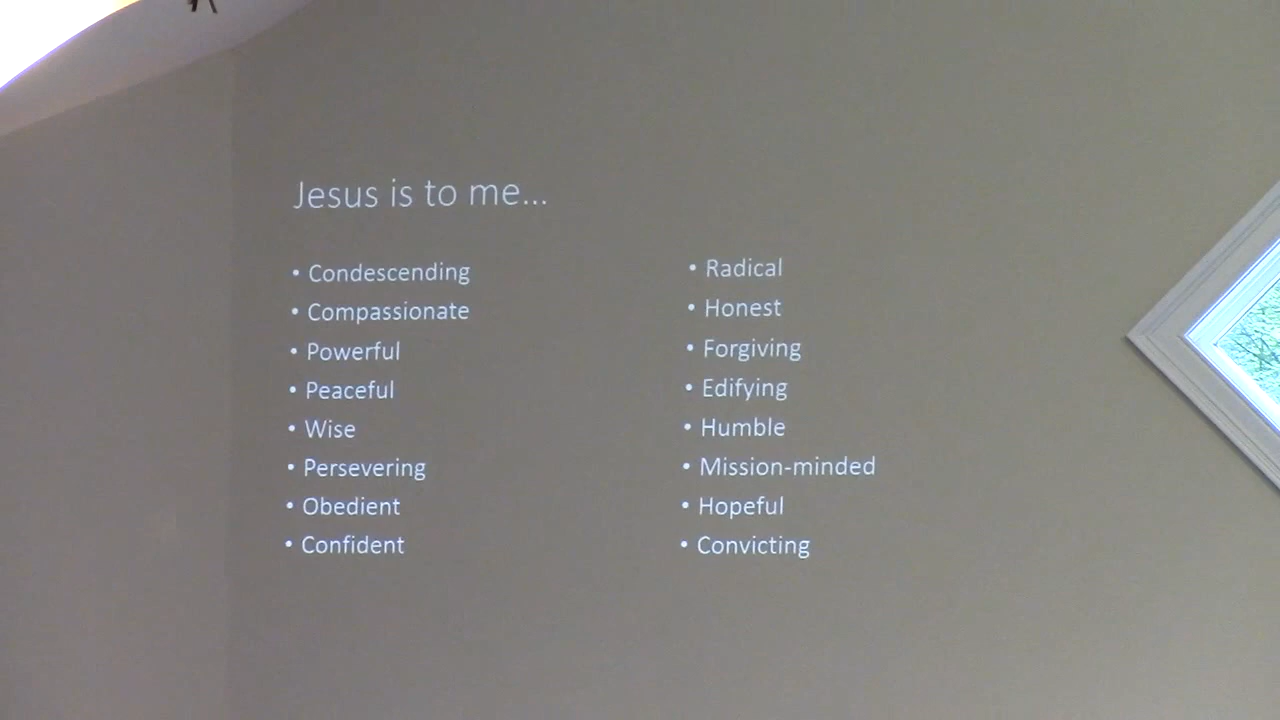 Jesus is to me...
• Condescending
• Compassionate
• Powerful
• Peaceful
• Wise
• Persevering
• Obedient
• Confident
• Radical
• Honest
• Forgiving
• Edifying
• Humble
• Mission-minded
• Hopeful
• Convicting